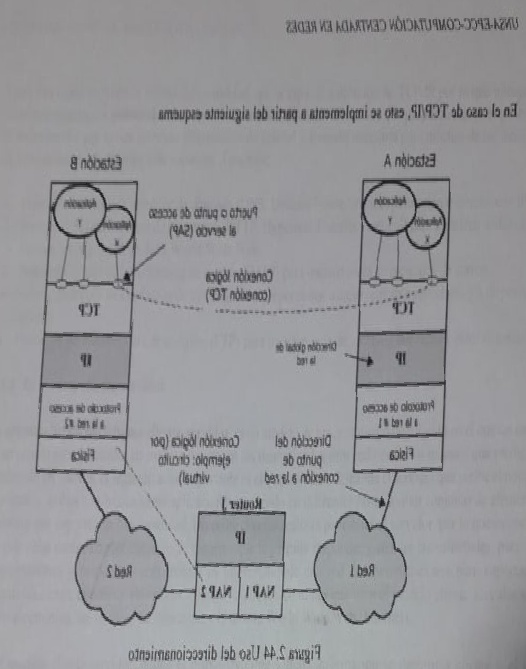 UNSA-EPCC-COMPUTACIÓN CENTRADA EN REDES
En el caso de TCP/IP, este se implementa a partir del siguiente esquema
Estación A
Estación B
Aplicación
X
Aplicación
Y
Puerto o punto de acceso
al servicio (SAP)
Aplicación
X
Aplicación
Y
Conexión lógica
(conexión TCP)
TCP
TCP
Dirección global de
la red
IP
IP
Protocolo de acceso
a la red #1
Protocolo de acceso
a la red #2
Física
Física
Dirección del
punto de
conexión a la red
Conexión lógica (por
ejemplo: circuito
virtual)
Router J
IP
NAP 1
NAP 2
Red 1
Red 2
Figura 2.44 Uso del direccionamiento